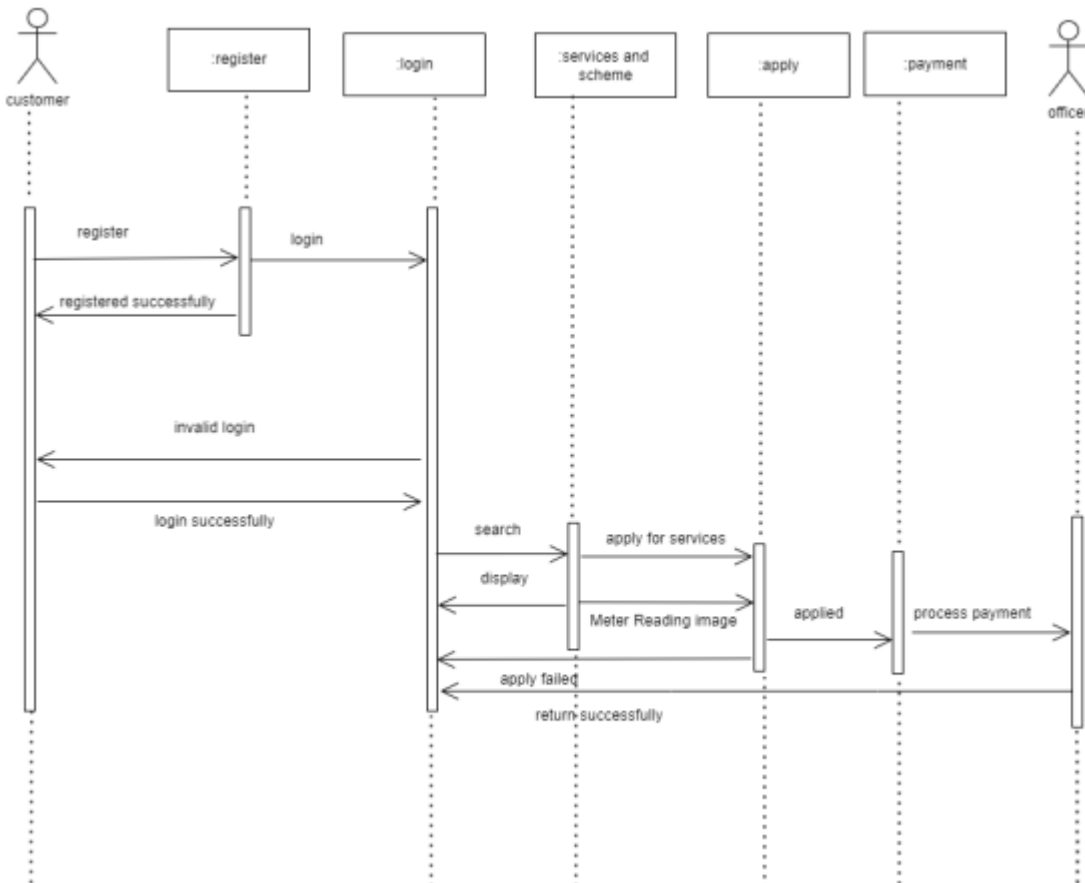 customer
:register
:login
:services and
scheme
:apply
:payment
officer
register
login
registered successfully
invalid login
login successfully
search
apply for services
display
Meter Reading image
applied
process payment
apply failed
return successfully